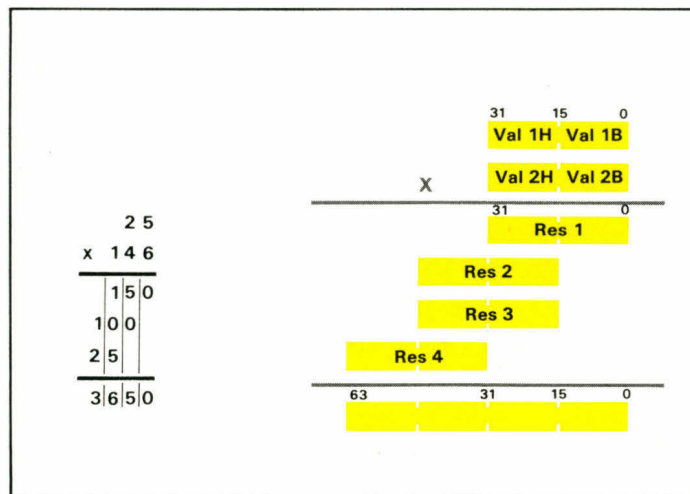 2 5
x 1 4 6
1 5 0
1 0 0
2 5
3 6 5 0
31 15 0
Val 1H Val 1B
Val 2H Val 2B
X
31 0
Res 1
Res 2
Res 3
Res 4
63 31 15 0